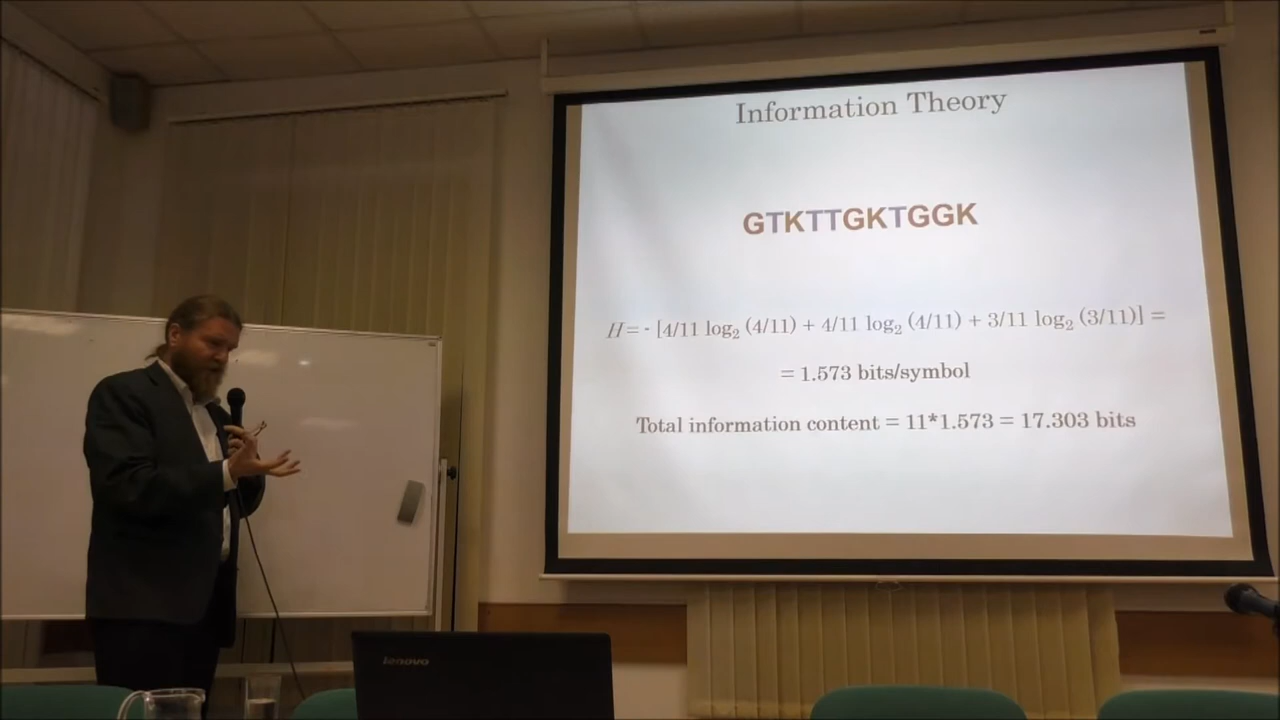 Information Theory
GTKTTGKTGGK
H = - [4/11 log₂ (4/11) + 4/11 log₂ (4/11) + 3/11 log₂ (3/11)] =
= 1.573 bits/symbol
Total information content = 11*1.573 = 17.303 bits
lenovo